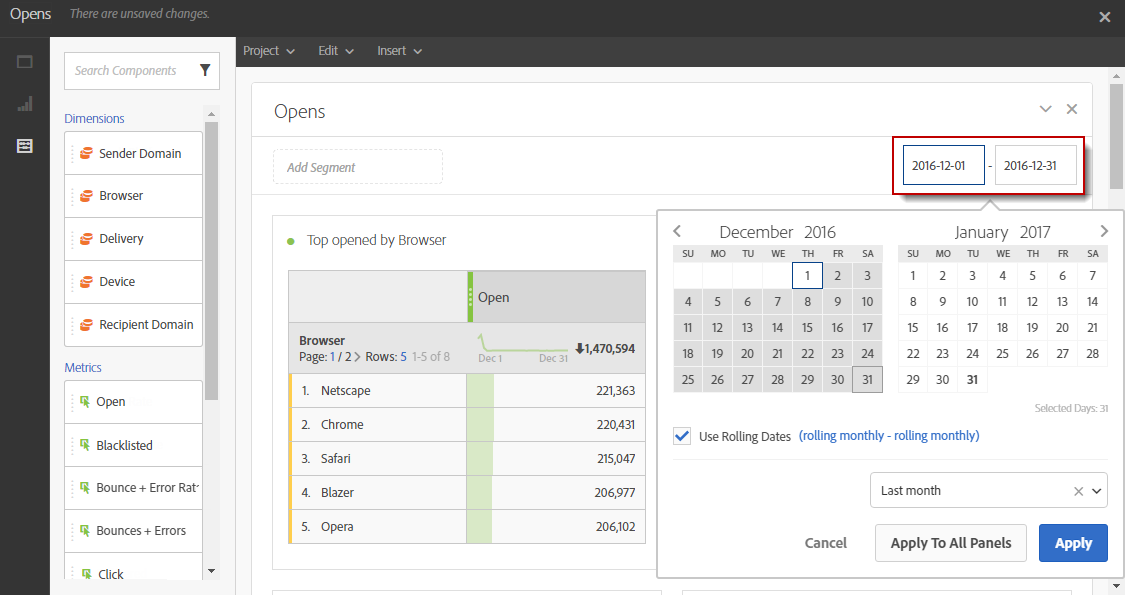 Opens There are unsaved changes.
Project Edit Insert
Search Components
Dimensions
Sender Domain
Browser
Delivery
Device
Recipient Domain
Metrics
Open
Blacklisted
Bounce + Error Rat
Bounces + Errors
Click
Opens
Add Segment
2016-12-01 - 2016-12-31
Top opened by Browser
Open
Browser
Page: 1 / 2 > Rows: 5 1-5 of 8
Dec 1 Dec 31
1,470,594
1. Netscape 221,363
2. Chrome 220,431
3. Safari 215,047
4. Blazer 206,977
5. Opera 206,102
December 2016
SU MO TU WE TH FR SA
1 2 3
4 5 6 7 8 9 10
11 12 13 14 15 16 17
18 19 20 21 22 23 24
25 26 27 28 29 30 31
January 2017
SU MO TU WE TH FR SA
1 2 3 4 5 6 7
8 9 10 11 12 13 14
15 16 17 18 19 20 21
22 23 24 25 26 27 28
29 30 31
Selected Days: 31
Use Rolling Dates (rolling monthly - rolling monthly)
Last month
Cancel Apply To All Panels Apply